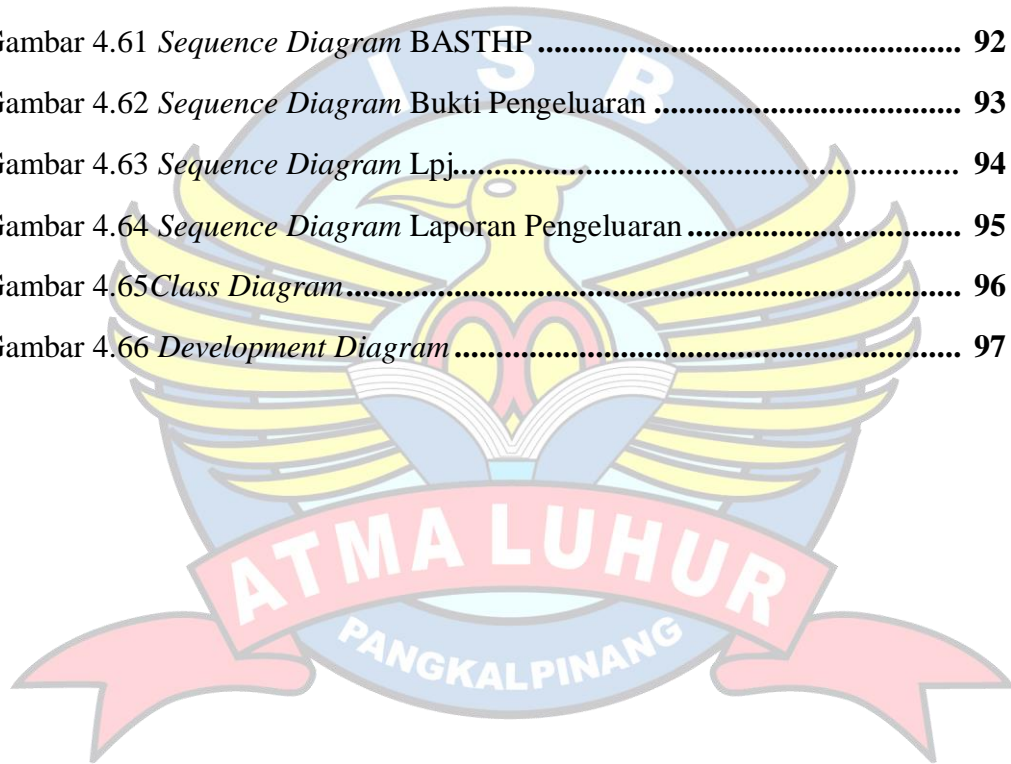 Gambar 4.61 Sequence Diagram BASTHP .................................................... 92
Gambar 4.62 Sequence Diagram Bukti Pengeluaran ...................................... 93
Gambar 4.63 Sequence Diagram Lpj.............................................................. 94
Gambar 4.64 Sequence Diagram Laporan Pengeluaran .................................. 95
Gambar 4.65Class Diagram........................................................................... 96
Gambar 4.66 Development Diagram .............................................................. 97
I S B
ATMA LUHUR
PANGKALPINANG